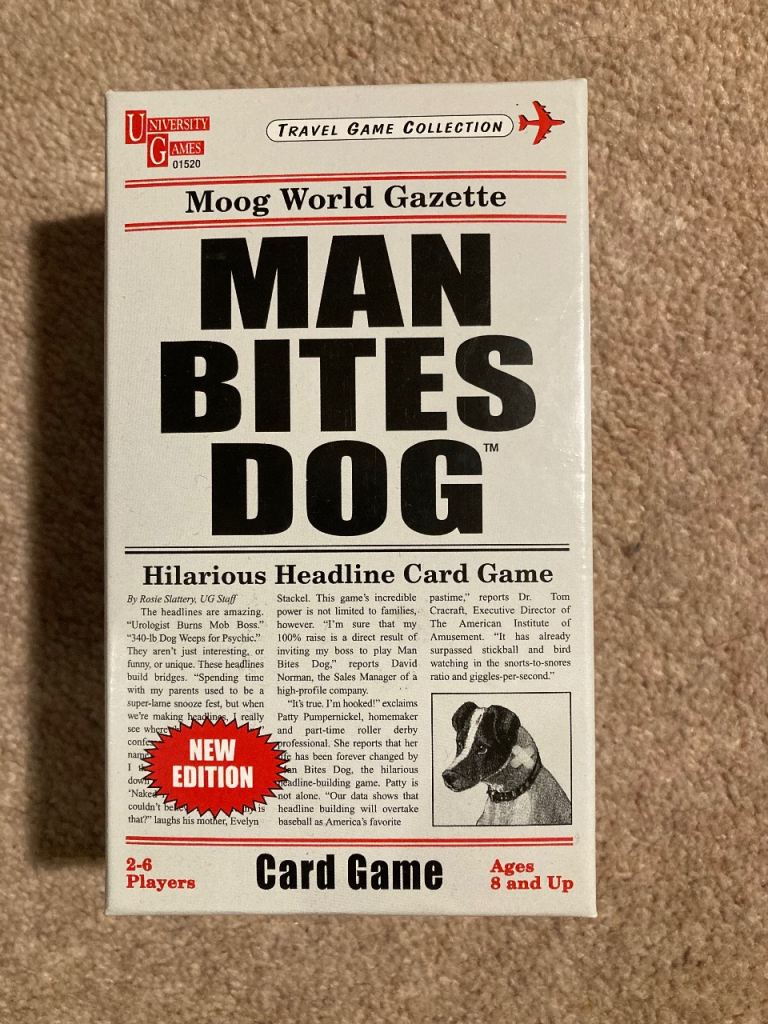 UNIVERSITY
GAMES
01520
TRAVEL GAME COLLECTION
Moog World Gazette
MAN
BITES
DOG™
Hilarious Headline Card Game
By Rosie Slattery, UG Staff
The headlines are amazing.
“Urologist Burns Mob Boss.”
“340-lb Dog Weeps for Psychic.”
They aren’t just interesting, or
funny, or unique. These headlines
build bridges. “Spending time
with my parents used to be a
super-lame snooze fest, but when
we’re making headlines, I really
see where
confe
name
I th
down
“Naked
couldn’t be is
that?” laughs his mother, Evelyn
Stackel. This game’s incredible
power is not limited to families,
however. “I’m sure that my
100% raise is a direct result of
inviting my boss to play Man
Bites Dog,” reports David
Norman, the Sales Manager of a
high-profile company.
“It’s true, I’m hooked!” exclaims
Patty Pumpernickel, homemaker
and part-time roller derby
professional. She reports that her
life has been forever changed by
Man Bites Dog, the hilarious
headline-building game. Patty is
not alone. “Our data shows that
headline building will overtake
baseball as America’s favorite
pastime,” reports Dr. Tom
Cracraft, Executive Director of
The American Institute of
Amusement. “It has already
surpassed stickball and bird
watching in the snorts-to-snores
ratio and giggles-per-second.”
NEW
EDITION
2-6
Players
Card Game
Ages
8 and Up